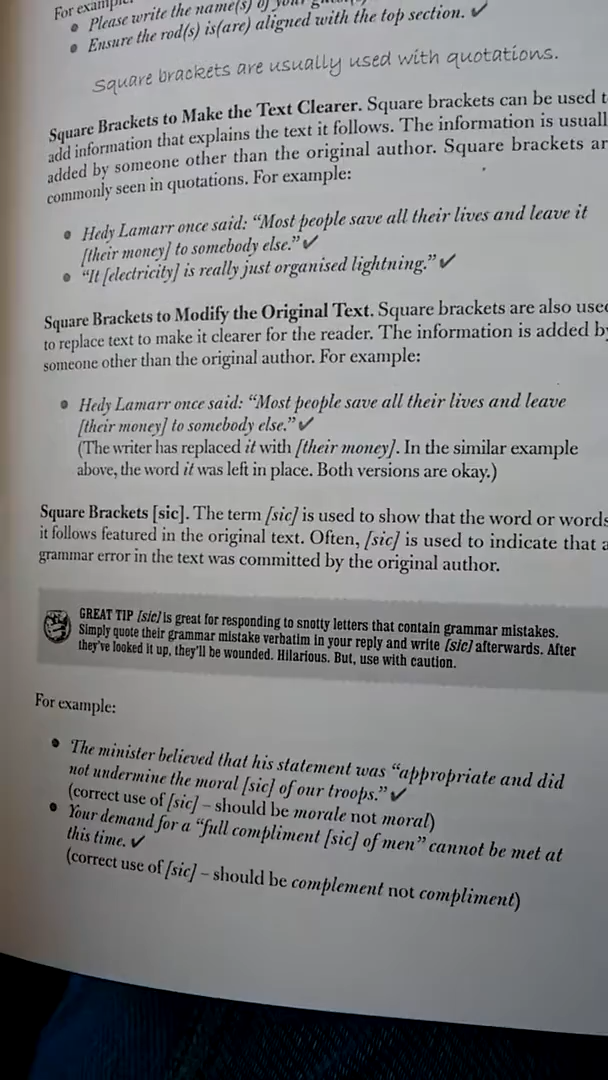 For example:
• Please write the name(s) of your
• Ensure the rod(s) is(are) aligned with the top section. ✓
Square brackets are usually used with quotations.
Square Brackets to Make the Text Clearer. Square brackets can be used t
add information that explains the text it follows. The information is usuall
added by someone other than the original author. Square brackets ar
commonly seen in quotations. For example:
• Hedy Lamarr once said: “Most people save all their lives and leave it
[their money] to somebody else.” ✓
• “It [electricity] is really just organised lightning.” ✓
Square Brackets to Modify the Original Text. Square brackets are also used
to replace text to make it clearer for the reader. The information is added by
someone other than the original author. For example:
• Hedy Lamarr once said: “Most people save all their lives and leave
[their money] to somebody else.” ✓
(The writer has replaced it with [their money]. In the similar example
above, the word it was left in place. Both versions are okay.)
Square Brackets [sic]. The term [sic] is used to show that the word or words
it follows featured in the original text. Often, [sic] is used to indicate that a
grammar error in the text was committed by the original author.
GREAT TIP [sic] is great for responding to snotty letters that contain grammar mistakes.
Simply quote their grammar mistake verbatim in your reply and write [sic] afterwards. After
they’ve looked it up, they’ll be wounded. Hilarious. But, use with caution.
For example:
• The minister believed that his statement was “appropriate and did
not undermine the moral [sic] of our troops.” ✓
(correct use of [sic] – should be morale not moral)
• Your demand for a “full compliment [sic] of men” cannot be met at
this time. ✓
(correct use of [sic] – should be complement not compliment)